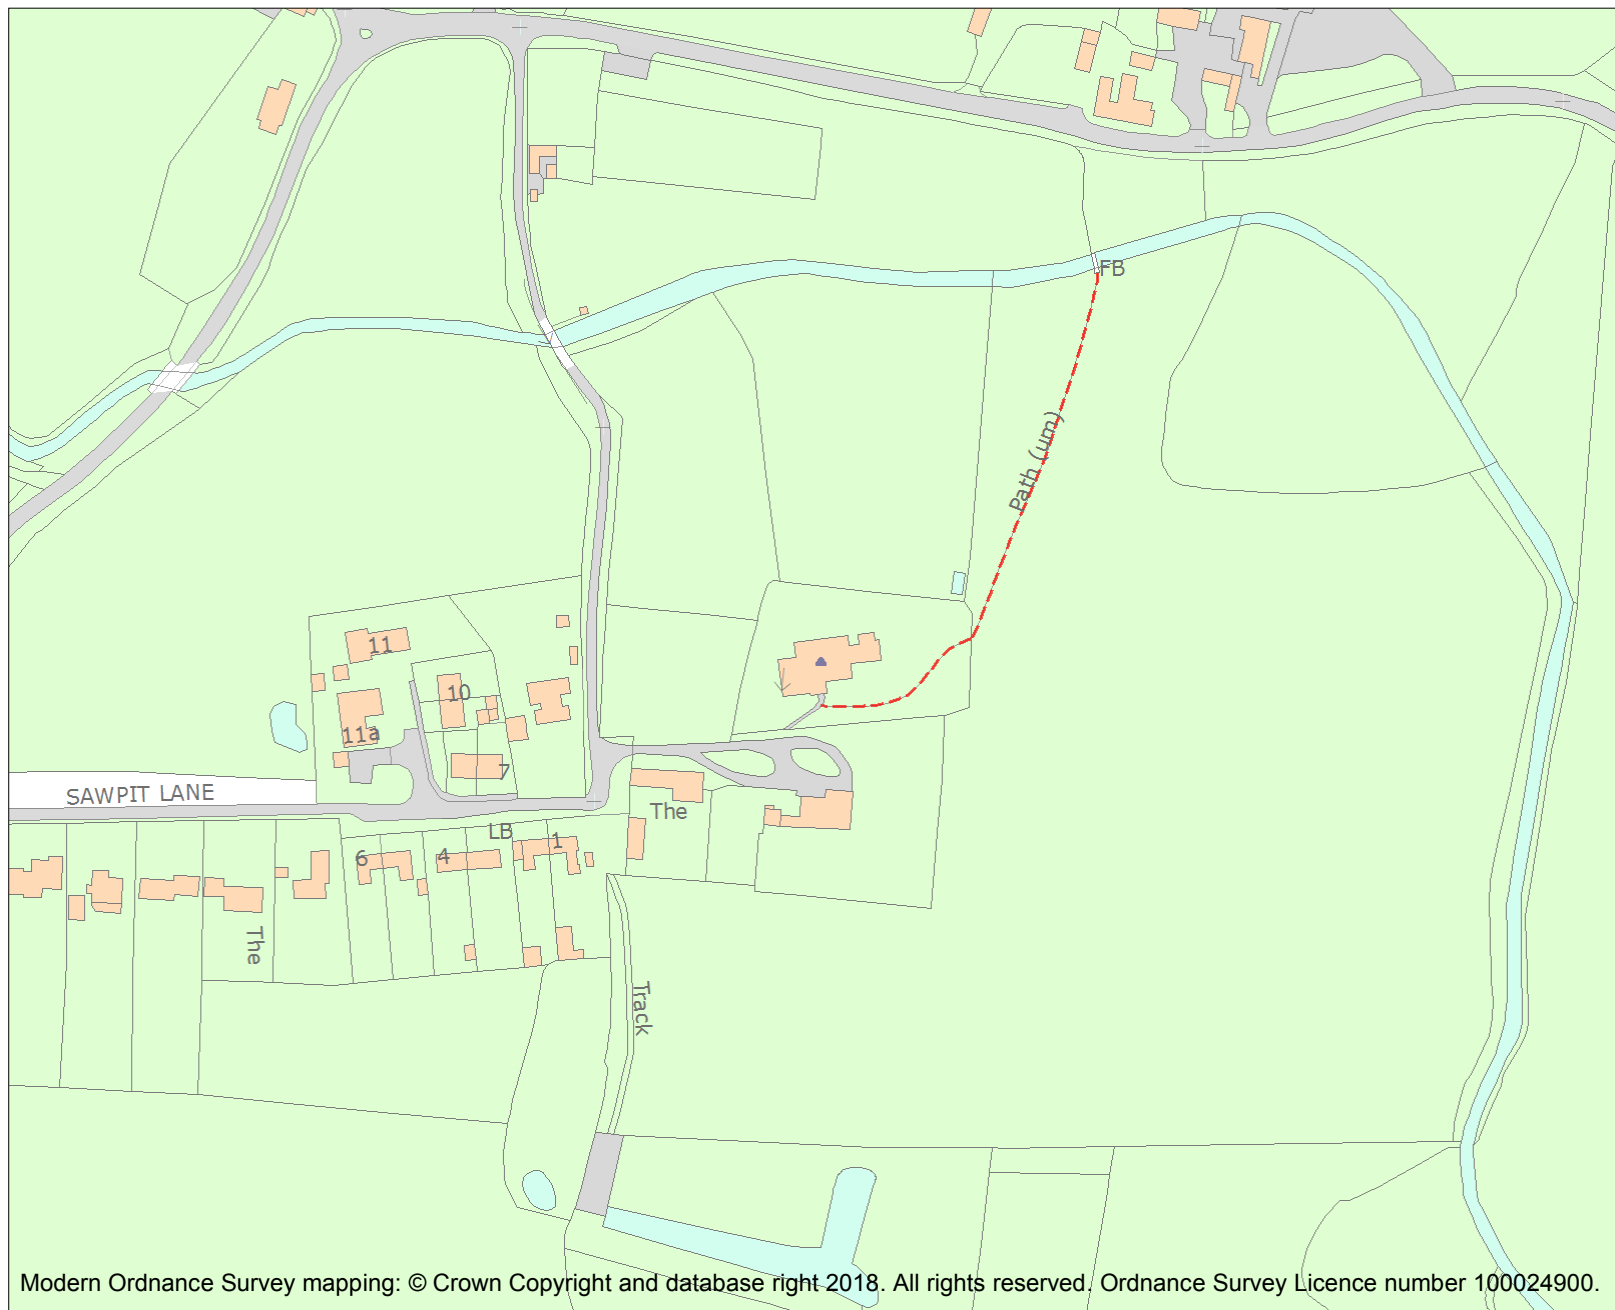 FB
Path (um)
11
10
11a
7
SAWPIT LANE
The
LB
1
6
4
The
Track
Modern Ordnance Survey mapping: © Crown Copyright and database right 2018. All rights reserved. Ordnance Survey Licence number 100024900.